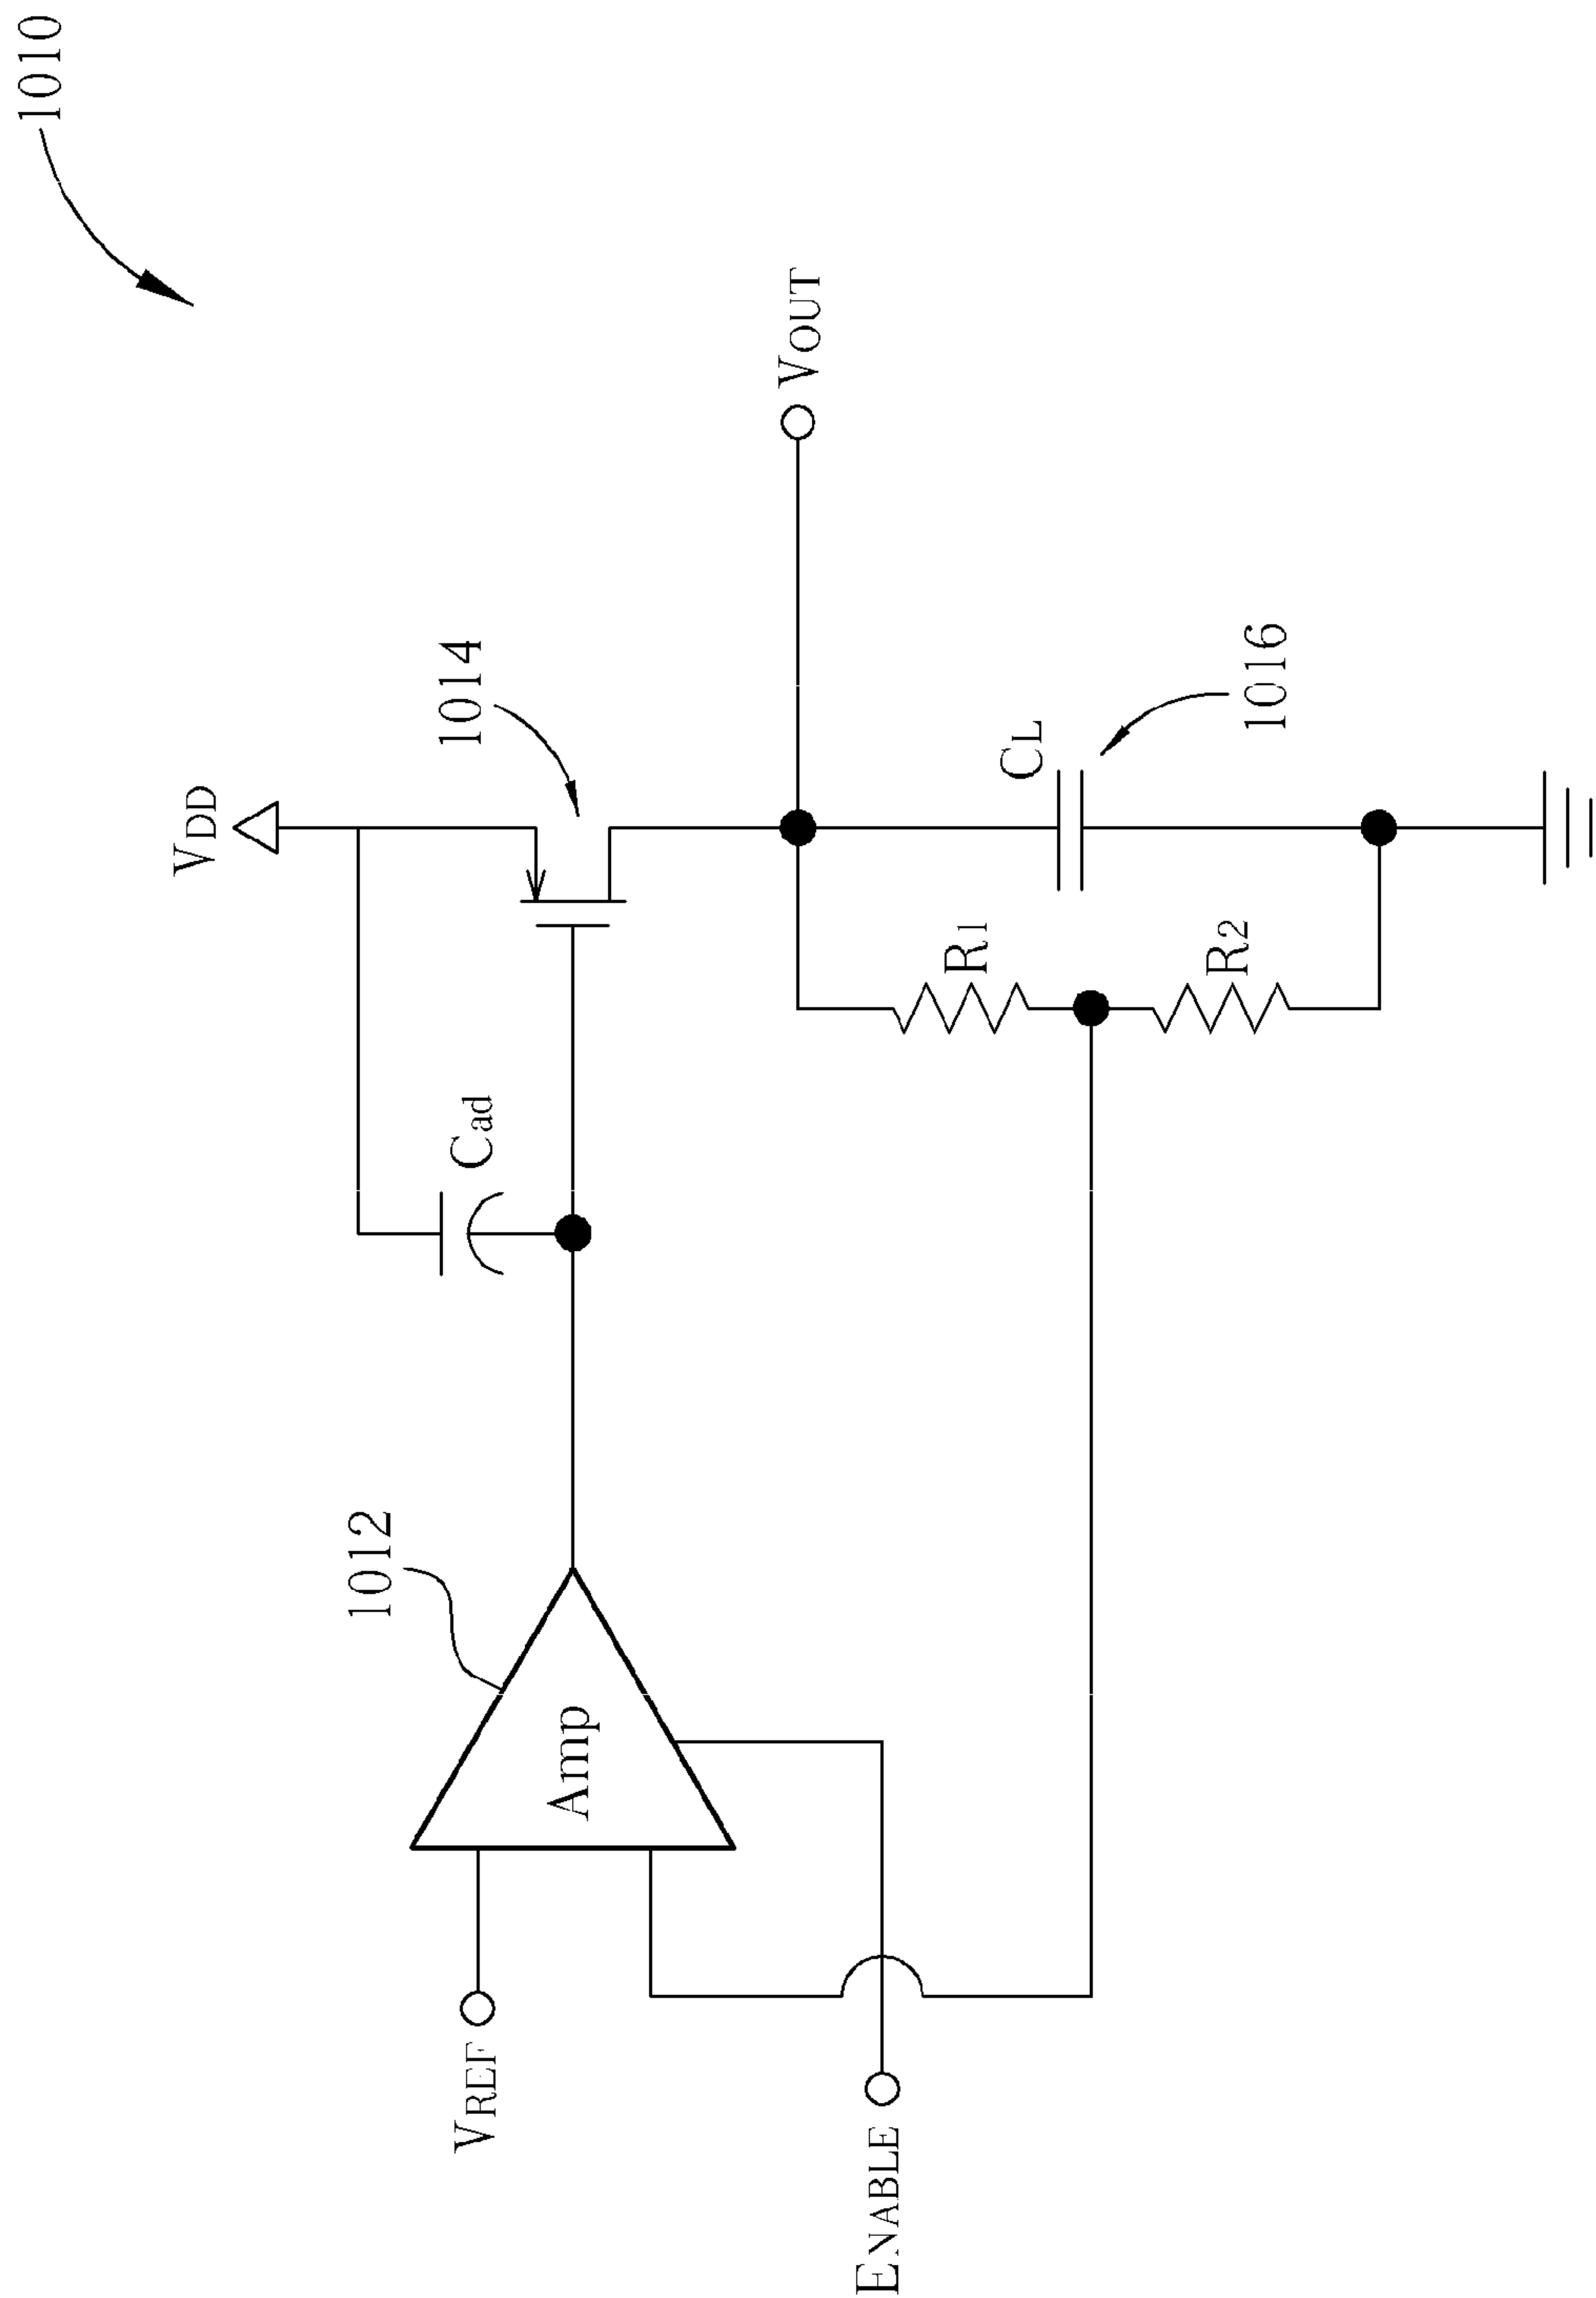 1010
VDD
1014
VOUT
Cad
1012
Amp
VREF
CL
R1
R2
1016
ENABLE